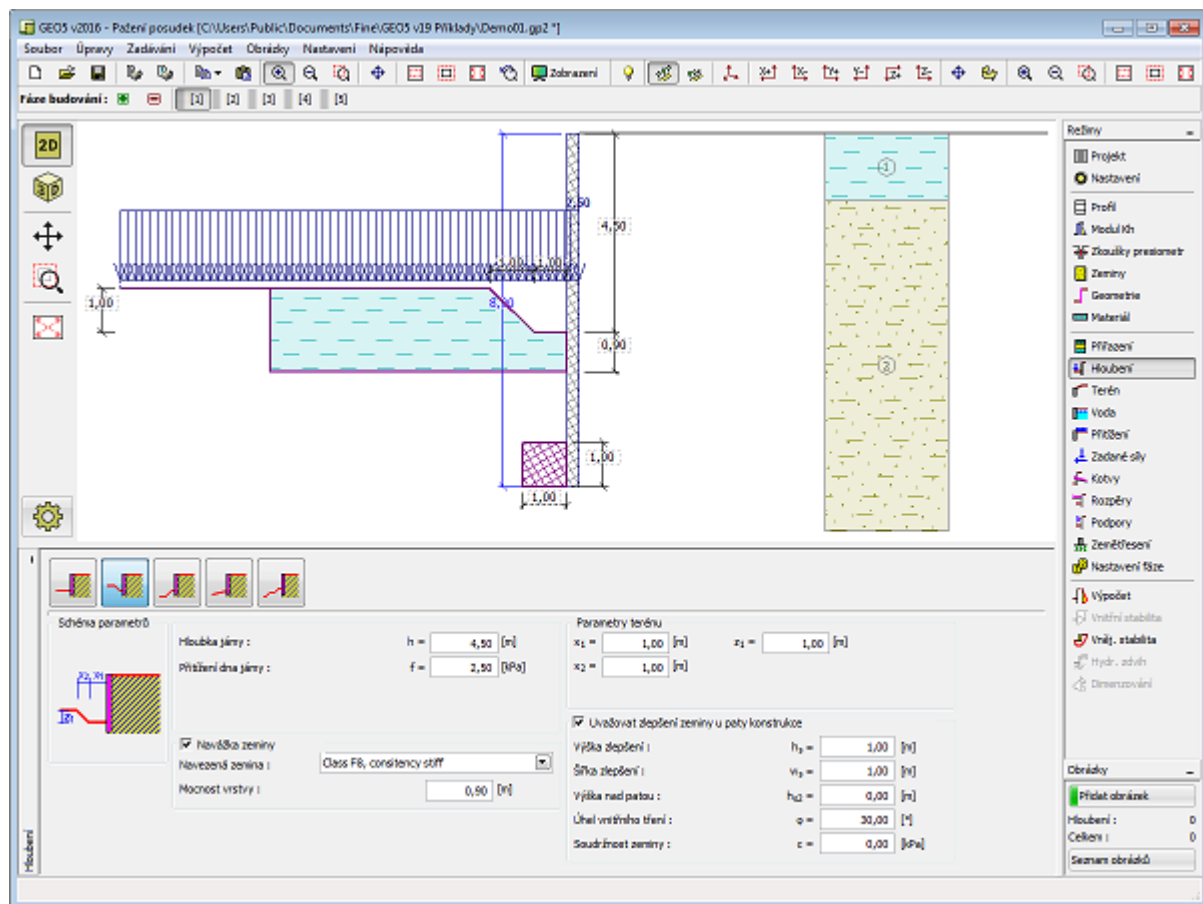 GEO5 v2016 - Pažení posudek [C:\Users\Public\Documents\Fine\GEO5 v19 Příklady\Demo01.gp2 *]
Soubor Úpravy Zadávání Výpočet Obrázky Nastavení Nápověda
Zobrazení
Fáze budování : [1] [2] [3] [4] [5]
2D
3D
2,50
4,50
1,00 1,00
1,00
8,00
0,90
1,00
1,00
1
2
Režimy
Projekt
Nastavení
Profil
Modul Kh
Zkoušky presiometr
Zeminy
Geometrie
Materiál
Přiřazení
Hloubení
Terén
Voda
Přitížení
Zadané síly
Kotvy
Rozpěry
Podpory
Zemětřesení
Nastavení fáze
Výpočet
Vnitřní stabilita
Vněj. stabilita
Hydr. zdvih
Dimenzování
Obrázky
Přidat obrázek
Hloubení : 0
Celkem : 0
Seznam obrázků
Hloubení
Schéma parametrů
x2 x1
z1
Hloubka jámy : h = 4,50 [m]
Přitížení dna jámy : f = 2,50 [kPa]
Navážka zeminy
Navezená zemina : Class F8, consitency stiff
Mocnost vrstvy : 0,90 [m]
Parametry terénu
x1 = 1,00 [m] z1 = 1,00 [m]
x2 = 1,00 [m]
Uvažovat zlepšení zeminy u paty konstrukce
Výška zlepšení : hs = 1,00 [m]
Šířka zlepšení : ws = 1,00 [m]
Výška nad patou : 0,00 [m]
Úhel vnitřního tření : φ = 30,00 [°]
Soudržnost zeminy : c = 0,00 [kPa]